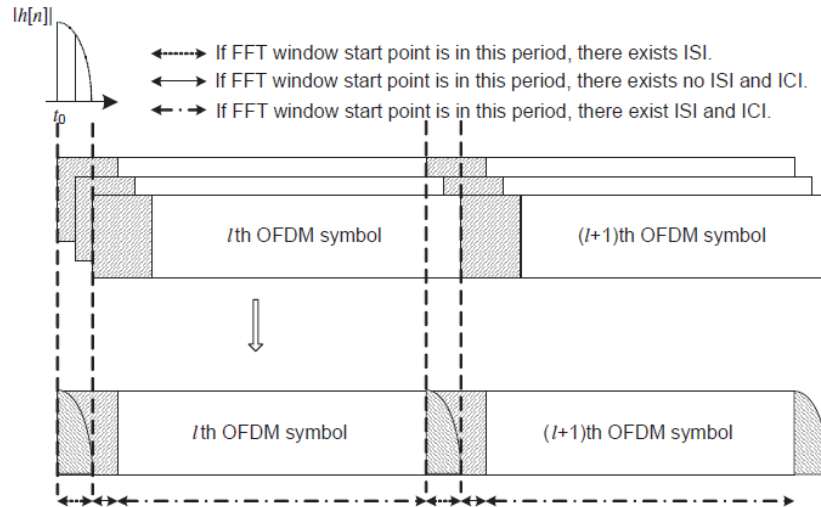 |h[n]|
If FFT window start point is in this period, there exists ISI.
If FFT window start point is in this period, there exists no ISI and ICI.
If FFT window start point is in this period, there exist ISI and ICI.
t₀
lth OFDM symbol
(l+1)th OFDM symbol
lth OFDM symbol
(l+1)th OFDM symbol